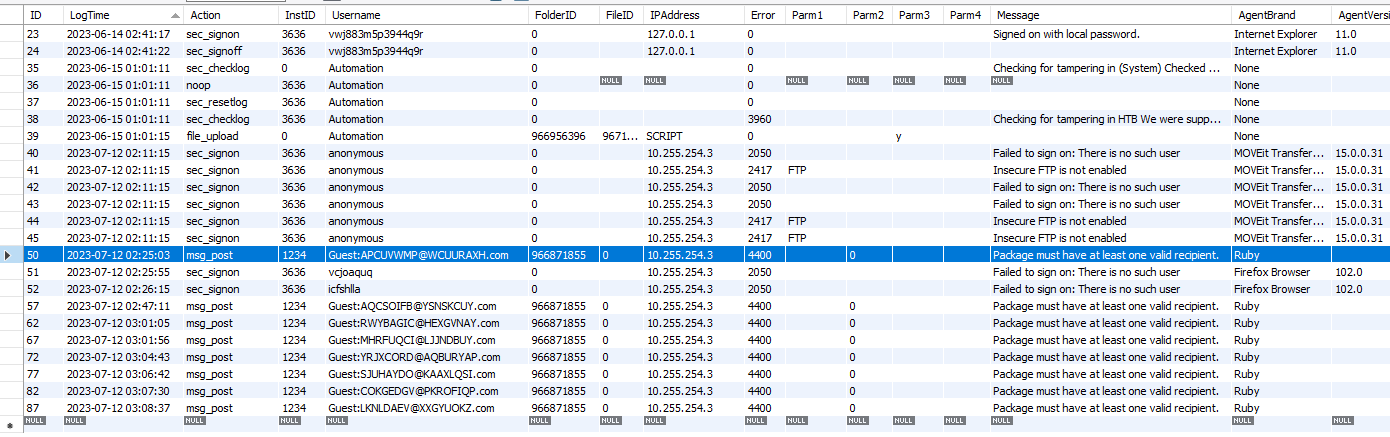 ID LogTime Action InstID Username FolderID FileID IPAddress Error Parm1 Parm2 Parm3 Parm4 Message AgentBrand AgentVersi
23 2023-06-14 02:41:17 sec_signon 3636 vwj883m5p3944q9r 0 127.0.0.1 0 Signed on with local password. Internet Explorer 11.0
24 2023-06-14 02:41:22 sec_signoff 3636 vwj883m5p3944q9r 0 127.0.0.1 0 Internet Explorer 11.0
35 2023-06-15 01:01:11 sec_checklog 0 Automation 0 0 Checking for tampering in (System) Checked ... None
36 2023-06-15 01:01:11 noop 3636 Automation 0 NULL NULL 0 NULL NULL NULL NULL NULL None
37 2023-06-15 01:01:11 sec_resetlog 3636 Automation 0 0 None
38 2023-06-15 01:01:11 sec_checklog 3636 Automation 0 3960 Checking for tampering in HTB We were supp... None
39 2023-06-15 01:01:15 file_upload 0 Automation 966956396 9671... SCRIPT 0 y None
40 2023-07-12 02:11:15 sec_signon 3636 anonymous 0 10.255.254.3 2050 Failed to sign on: There is no such user MOVEit Transfer... 15.0.0.31
41 2023-07-12 02:11:15 sec_signon 3636 anonymous 0 10.255.254.3 2417 FTP Insecure FTP is not enabled MOVEit Transfer... 15.0.0.31
42 2023-07-12 02:11:15 sec_signon 3636 anonymous 0 10.255.254.3 2050 Failed to sign on: There is no such user MOVEit Transfer... 15.0.0.31
43 2023-07-12 02:11:15 sec_signon 3636 anonymous 0 10.255.254.3 2050 Failed to sign on: There is no such user MOVEit Transfer... 15.0.0.31
44 2023-07-12 02:11:15 sec_signon 3636 anonymous 0 10.255.254.3 2417 FTP Insecure FTP is not enabled MOVEit Transfer... 15.0.0.31
45 2023-07-12 02:11:15 sec_signon 3636 anonymous 0 10.255.254.3 2417 FTP Insecure FTP is not enabled MOVEit Transfer... 15.0.0.31
50 2023-07-12 02:25:03 msg_post 1234 Guest:APCUVWMP@WCUURAXH.com 966871855 0 10.255.254.3 4400 0 Package must have at least one valid recipient. Ruby
51 2023-07-12 02:25:55 sec_signon 3636 vcjoaquq 0 10.255.254.3 2050 Failed to sign on: There is no such user Firefox Browser 102.0
52 2023-07-12 02:26:15 sec_signon 3636 icfshlla 0 10.255.254.3 2050 Failed to sign on: There is no such user Firefox Browser 102.0
57 2023-07-12 02:47:11 msg_post 1234 Guest:AQCSOIFB@YSNSKCUY.com 966871855 0 10.255.254.3 4400 0 Package must have at least one valid recipient. Ruby
62 2023-07-12 03:01:05 msg_post 1234 Guest:RWYBAGIC@HEXGVNAY.com 966871855 0 10.255.254.3 4400 0 Package must have at least one valid recipient. Ruby
67 2023-07-12 03:01:56 msg_post 1234 Guest:MHRFUQCI@LJJNDBUY.com 966871855 0 10.255.254.3 4400 0 Package must have at least one valid recipient. Ruby
72 2023-07-12 03:04:43 msg_post 1234 Guest:YRJXCORD@AQBURYAP.com 966871855 0 10.255.254.3 4400 0 Package must have at least one valid recipient. Ruby
77 2023-07-12 03:06:42 msg_post 1234 Guest:SJUHAYDO@KAAXLQSI.com 966871855 0 10.255.254.3 4400 0 Package must have at least one valid recipient. Ruby
82 2023-07-12 03:07:30 msg_post 1234 Guest:COKGEDGV@PKROFIQP.com 966871855 0 10.255.254.3 4400 0 Package must have at least one valid recipient. Ruby
87 2023-07-12 03:08:37 msg_post 1234 Guest:LKNLDAEV@XXGYUOKZ.com 966871855 0 10.255.254.3 4400 0 Package must have at least one valid recipient. Ruby
NULL NULL NULL NULL NULL NULL NULL NULL NULL NULL NULL NULL NULL NULL NULL NULL